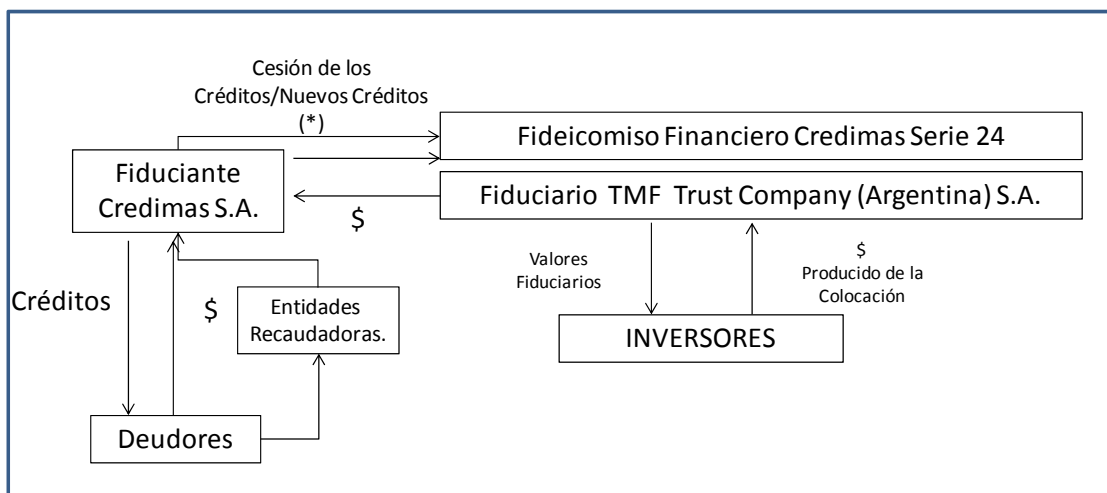 Cesión de los
Créditos/Nuevos Créditos
(*)
Fideicomiso Financiero Credimas Serie 24
Fiduciante
Credimas S.A.
Fiduciario TMF Trust Company (Argentina) S.A.
$
Valores
Fiduciarios
$
Producido de la
Colocación
Créditos
$
Entidades
Recaudadoras.
INVERSORES
Deudores